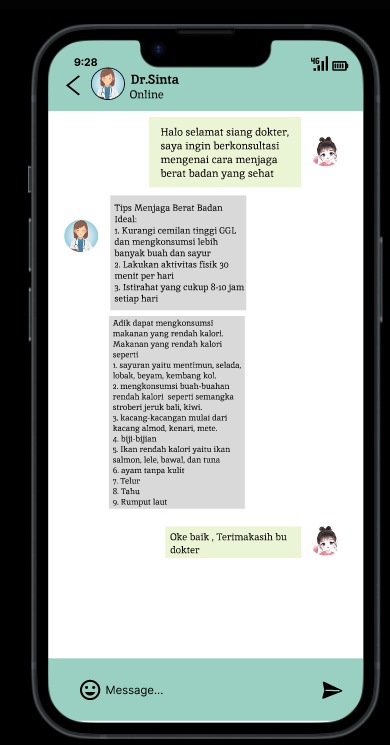 9:28
4G
Dr.Sinta
Online
Halo selamat siang dokter,
saya ingin berkonsultasi
mengenai cara menjaga
berat badan yang sehat
Tips Menjaga Berat Badan
Ideal:
1. Kurangi cemilan tinggi GGL
dan mengkonsumsi lebih
banyak buah dan sayur
2. Lakukan aktivitas fisik 30
menit per hari
3. Istirahat yang cukup 8-10 jam
setiap hari
Adik dapat mengkonsumsi
makanan yang rendah kalori.
Makanan yang rendah kalori
seperti
1. sayuran yaitu mentimun, selada,
lobak, beyam, kembang kol.
2. mengkonsumsi buah-buahan
rendah kalori seperti semangka
stroberi jeruk bali, kiwi.
3. kacang-kacangan mulai dari
kacang almod, kenari, mete.
4. biji-bijian
5. Ikan rendah kalori yaitu ikan
salmon, lele, bawal, dan tuna
6. ayam tanpa kulit
7. Telur
8. Tahu
9. Rumput laut
Oke baik , Terimakasih bu
dokter
Message...